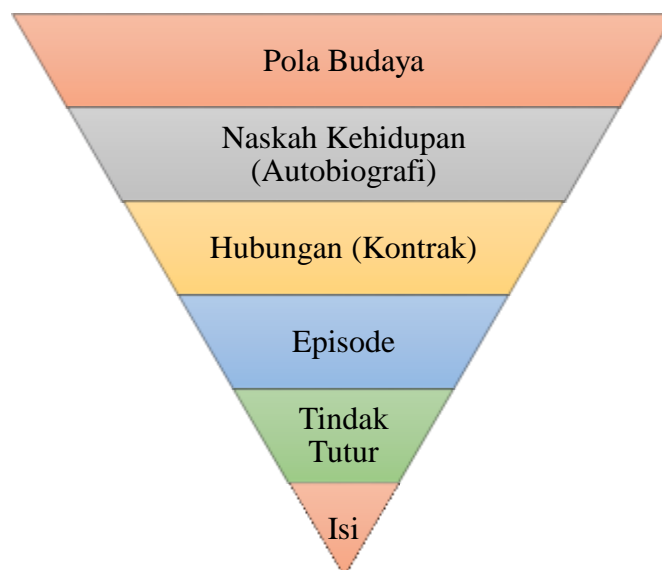 Pola Budaya
Naskah Kehidupan
(Autobiografi)
Hubungan (Kontrak)
Episode
Tindak
Tutur
Isi